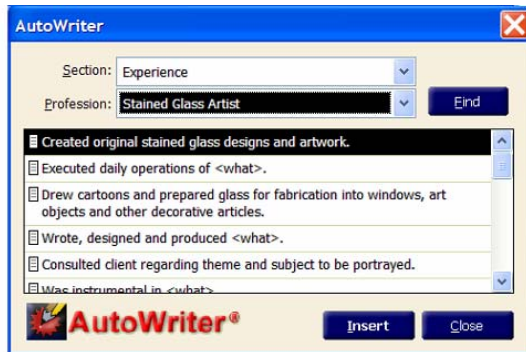 AutoWriter
Section: Experience
Profession: Stained Glass Artist
Find
Created original stained glass designs and artwork.
Executed daily operations of <what>.
Drew cartoons and prepared glass for fabrication into windows, art
objects and other decorative articles.
Wrote, designed and produced <what>.
Consulted client regarding theme and subject to be portrayed.
Was instrumental in <what>
AutoWriter®
Insert
Close